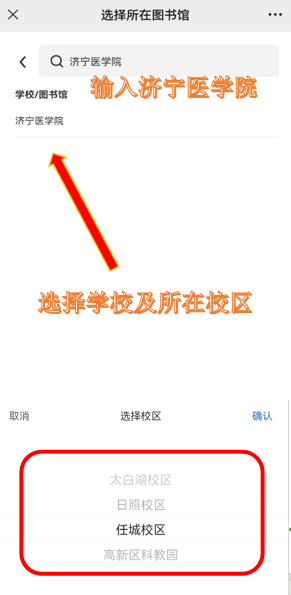 选择所在图书馆
济宁医学院
输入济宁医学院
学校/图书馆
济宁医学院
选择学校及所在校区
取消 选择校区 确认
太白湖校区
日照校区
任城校区
高新区科教园